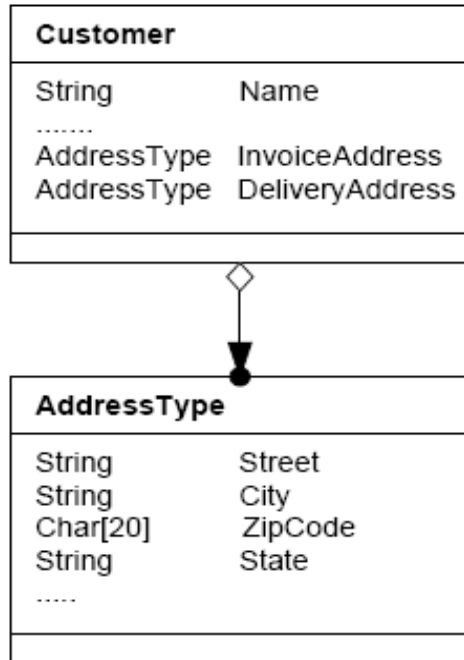 Customer
String Name
.......
AddressType InvoiceAddress
AddressType DeliveryAddress
AddressType
String Street
String City
Char[20] ZipCode
String State
.....